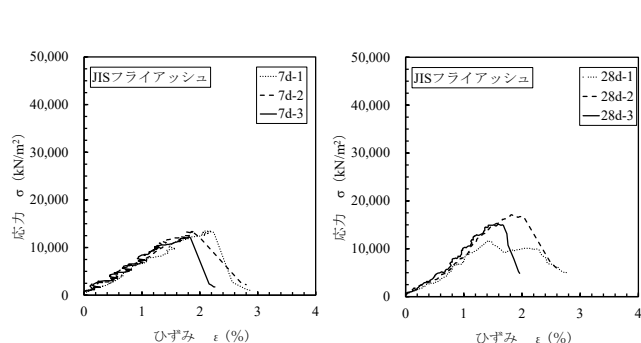 50,000
40,000
30,000
20,000
10,000
0
0 1 2 3 4
応力 σ (kN/m²)
ひずみ ε (%)
JISフライアッシュ
7d-1
7d-2
7d-3
50,000
40,000
30,000
20,000
10,000
0
0 1 2 3 4
応力 σ (kN/m²)
ひずみ ε (%)
JISフライアッシュ
28d-1
28d-2
28d-3